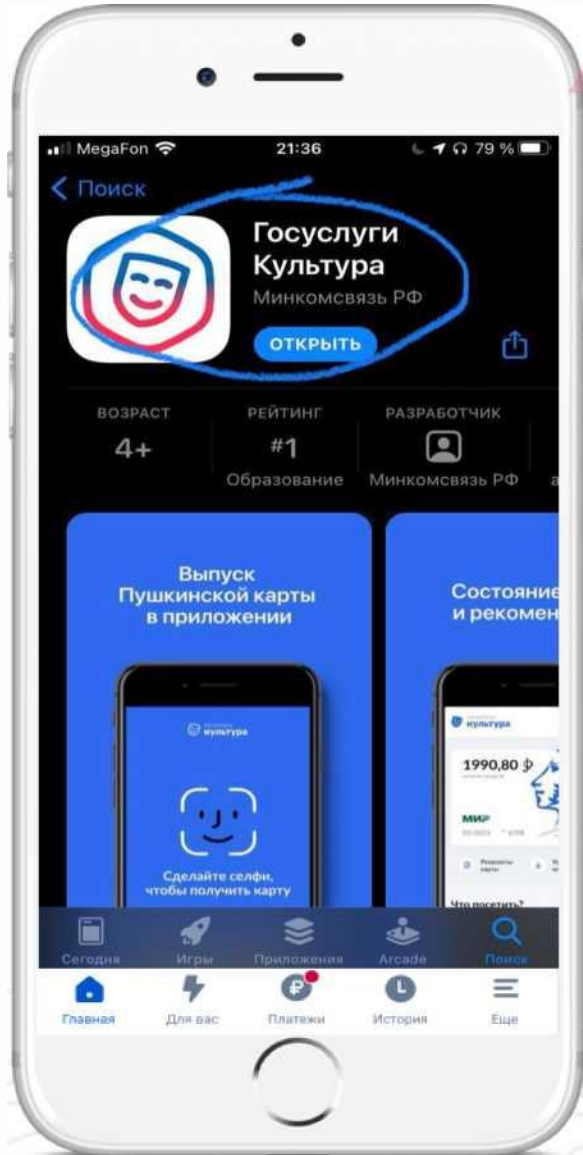 MegaFon
21:36
79 %
Поиск
Госуслуги
Культура
Минкомсвязь РФ
ОТКРЫТЬ
ВОЗРАСТ
4+
РЕЙТИНГ
#1
Образование
РАЗРАБОТЧИК
Минкомсвязь РФ
Выпуск
Пушкинской карты
в приложении
культура
Сделайте селфи,
чтобы получить карту
Состояние
и рекомен
культура
1990,80 ₽
МИР
Реквизиты
карты
Что посетить?
Сегодня
Игры
Приложения
Arcade
Поиск
Главная
Для вас
Платежи
История
Еще